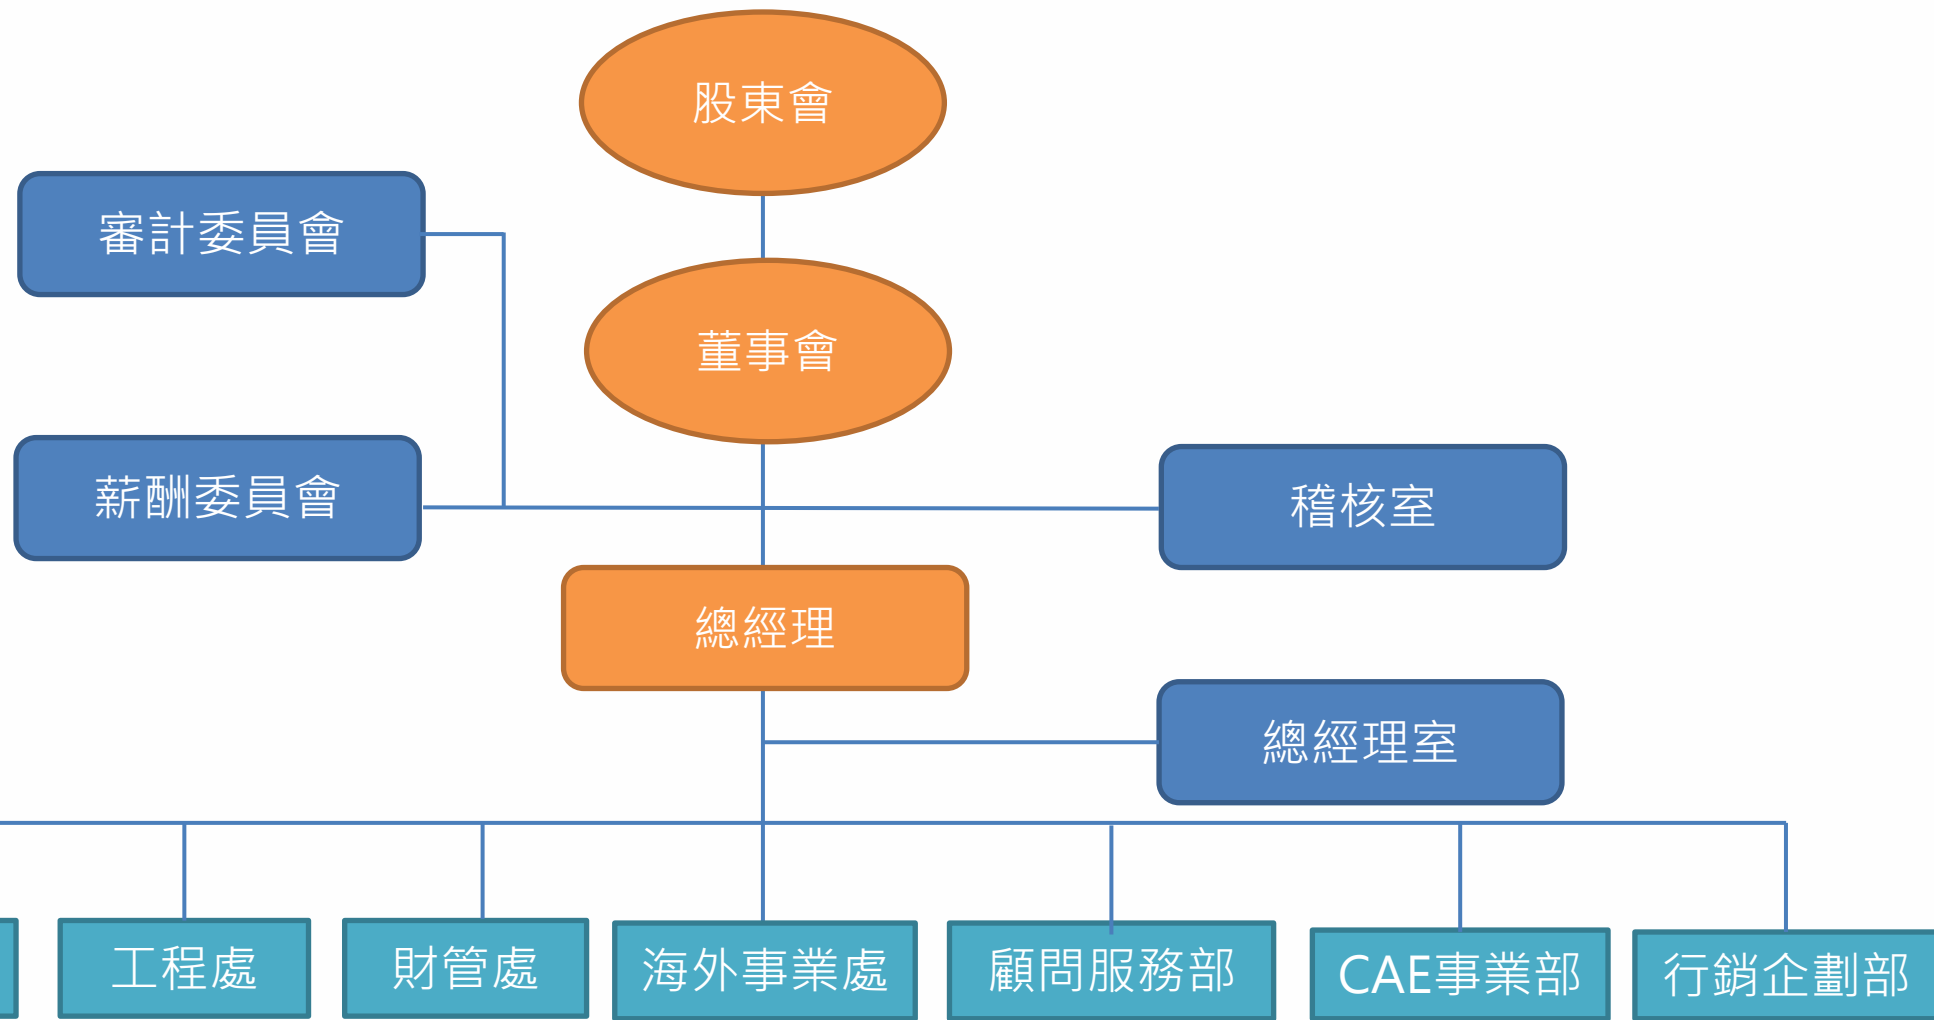 股東會
審計委員會
董事會
薪酬委員會
稽核室
總經理
總經理室
工程處
財管處
海外事業處
顧問服務部
CAE事業部
行銷企劃部